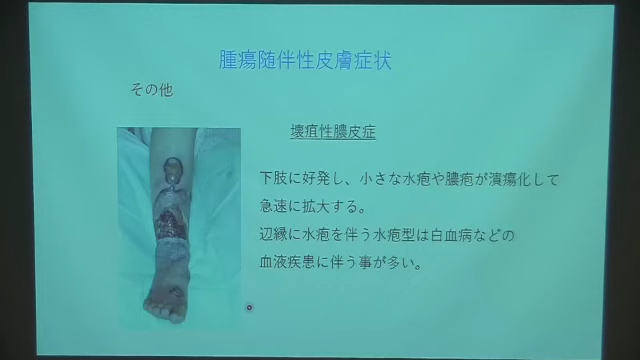 腫瘍随伴性皮膚症状
その他
壊疽性膿皮症
下肢に好発し、小さな水疱や膿疱が潰瘍化して
急速に拡大する。
辺縁に水疱を伴う水疱型は白血病などの
血液疾患に伴う事が多い。